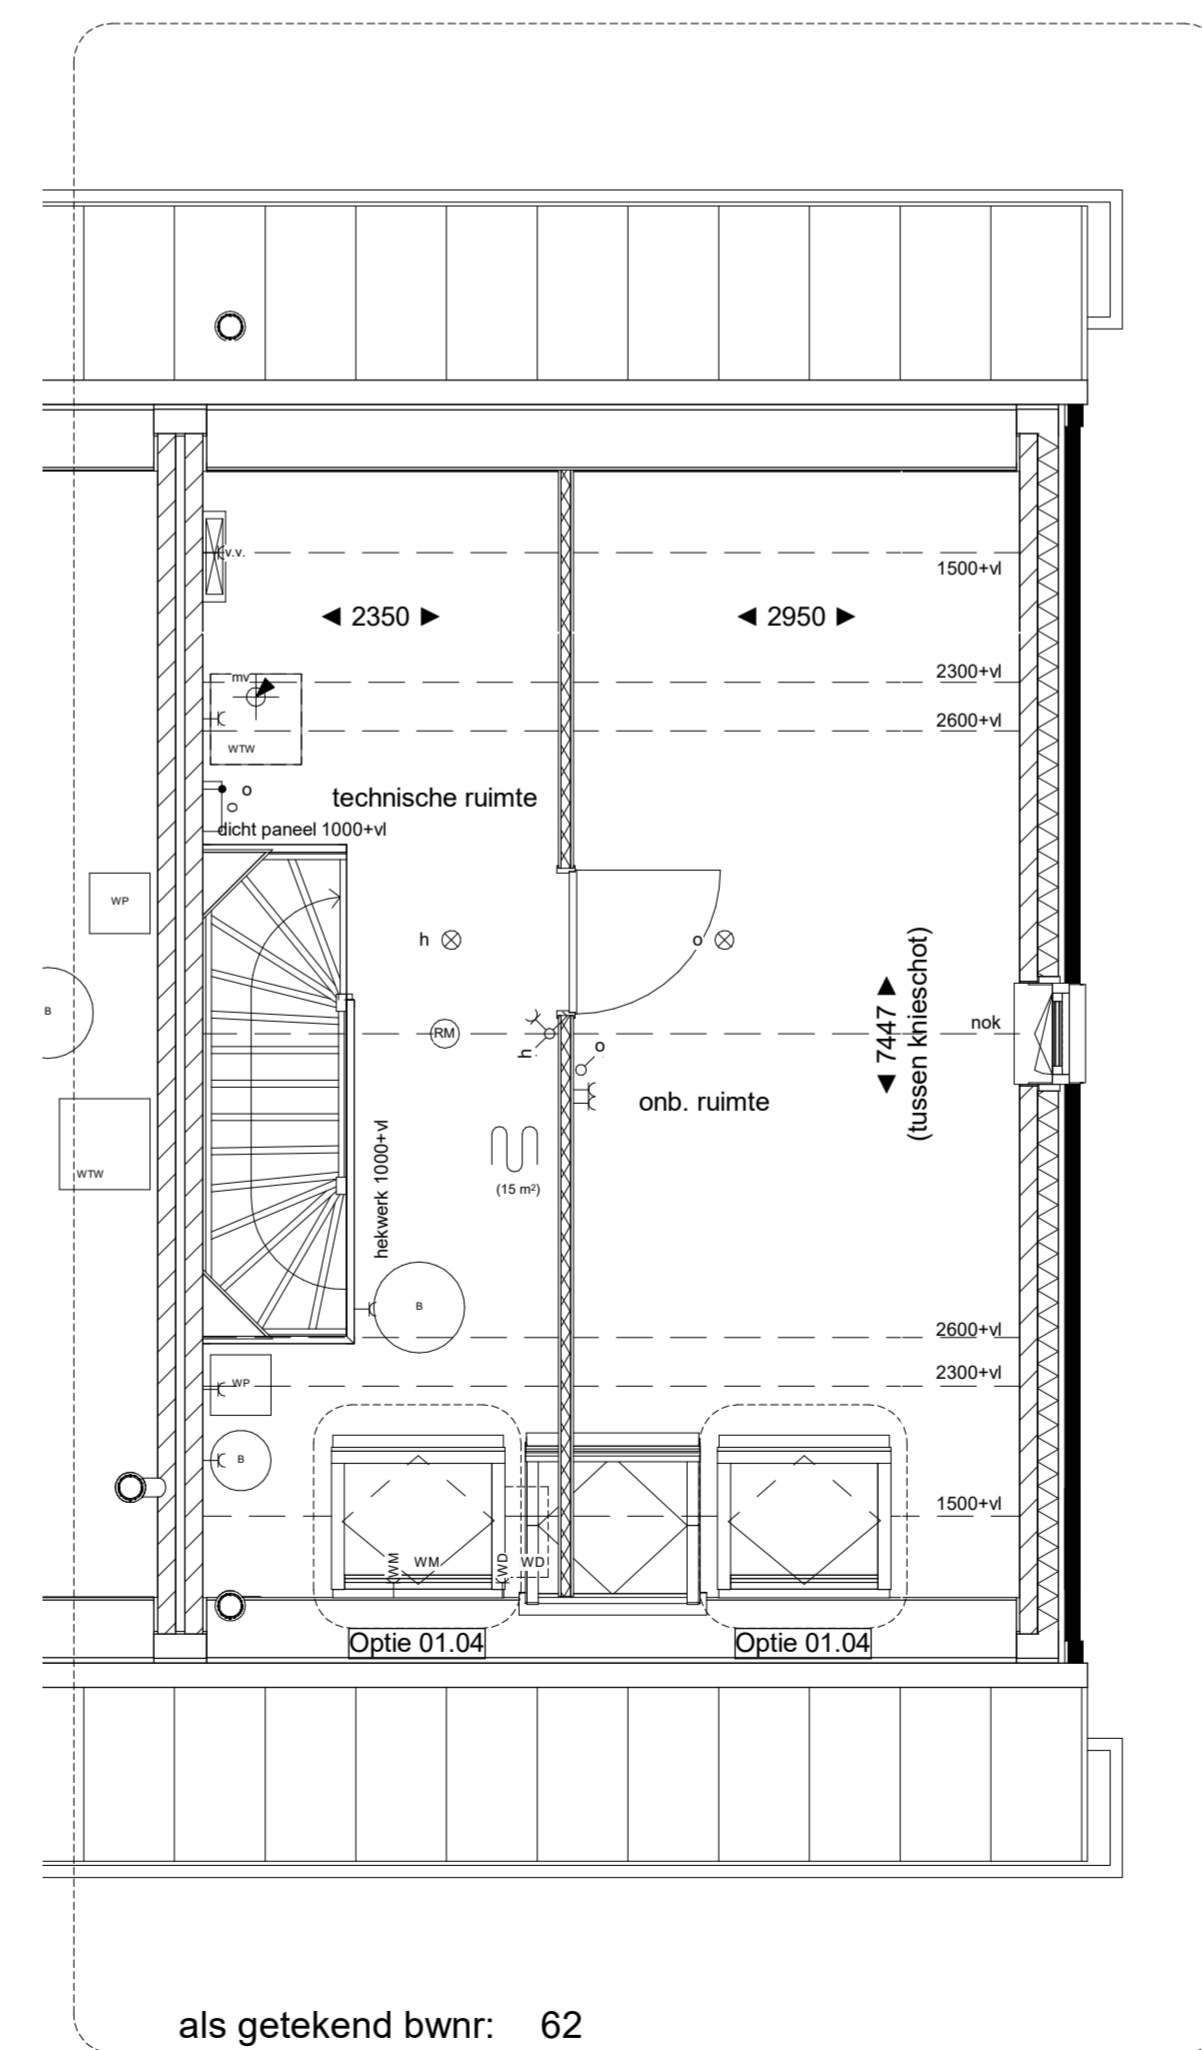 v.v.
1500+vl
◄ 2350 ►
◄ 2950 ►
2300+vl
mv
2600+vl
WTW
o
o
technische ruimte
dicht paneel 1000+vl
WP
h
o
B
RM
nok
h
o
◄ 7447 ►
(tussen knieschot)
onb. ruimte
hekwerk 1000+vl
WTW
(15 m²)
B
2600+vl
2300+vl
WP
B
1500+vl
WM
WM
WD
WD
Optie 01.04
Optie 01.04
als getekend bwnr: 62